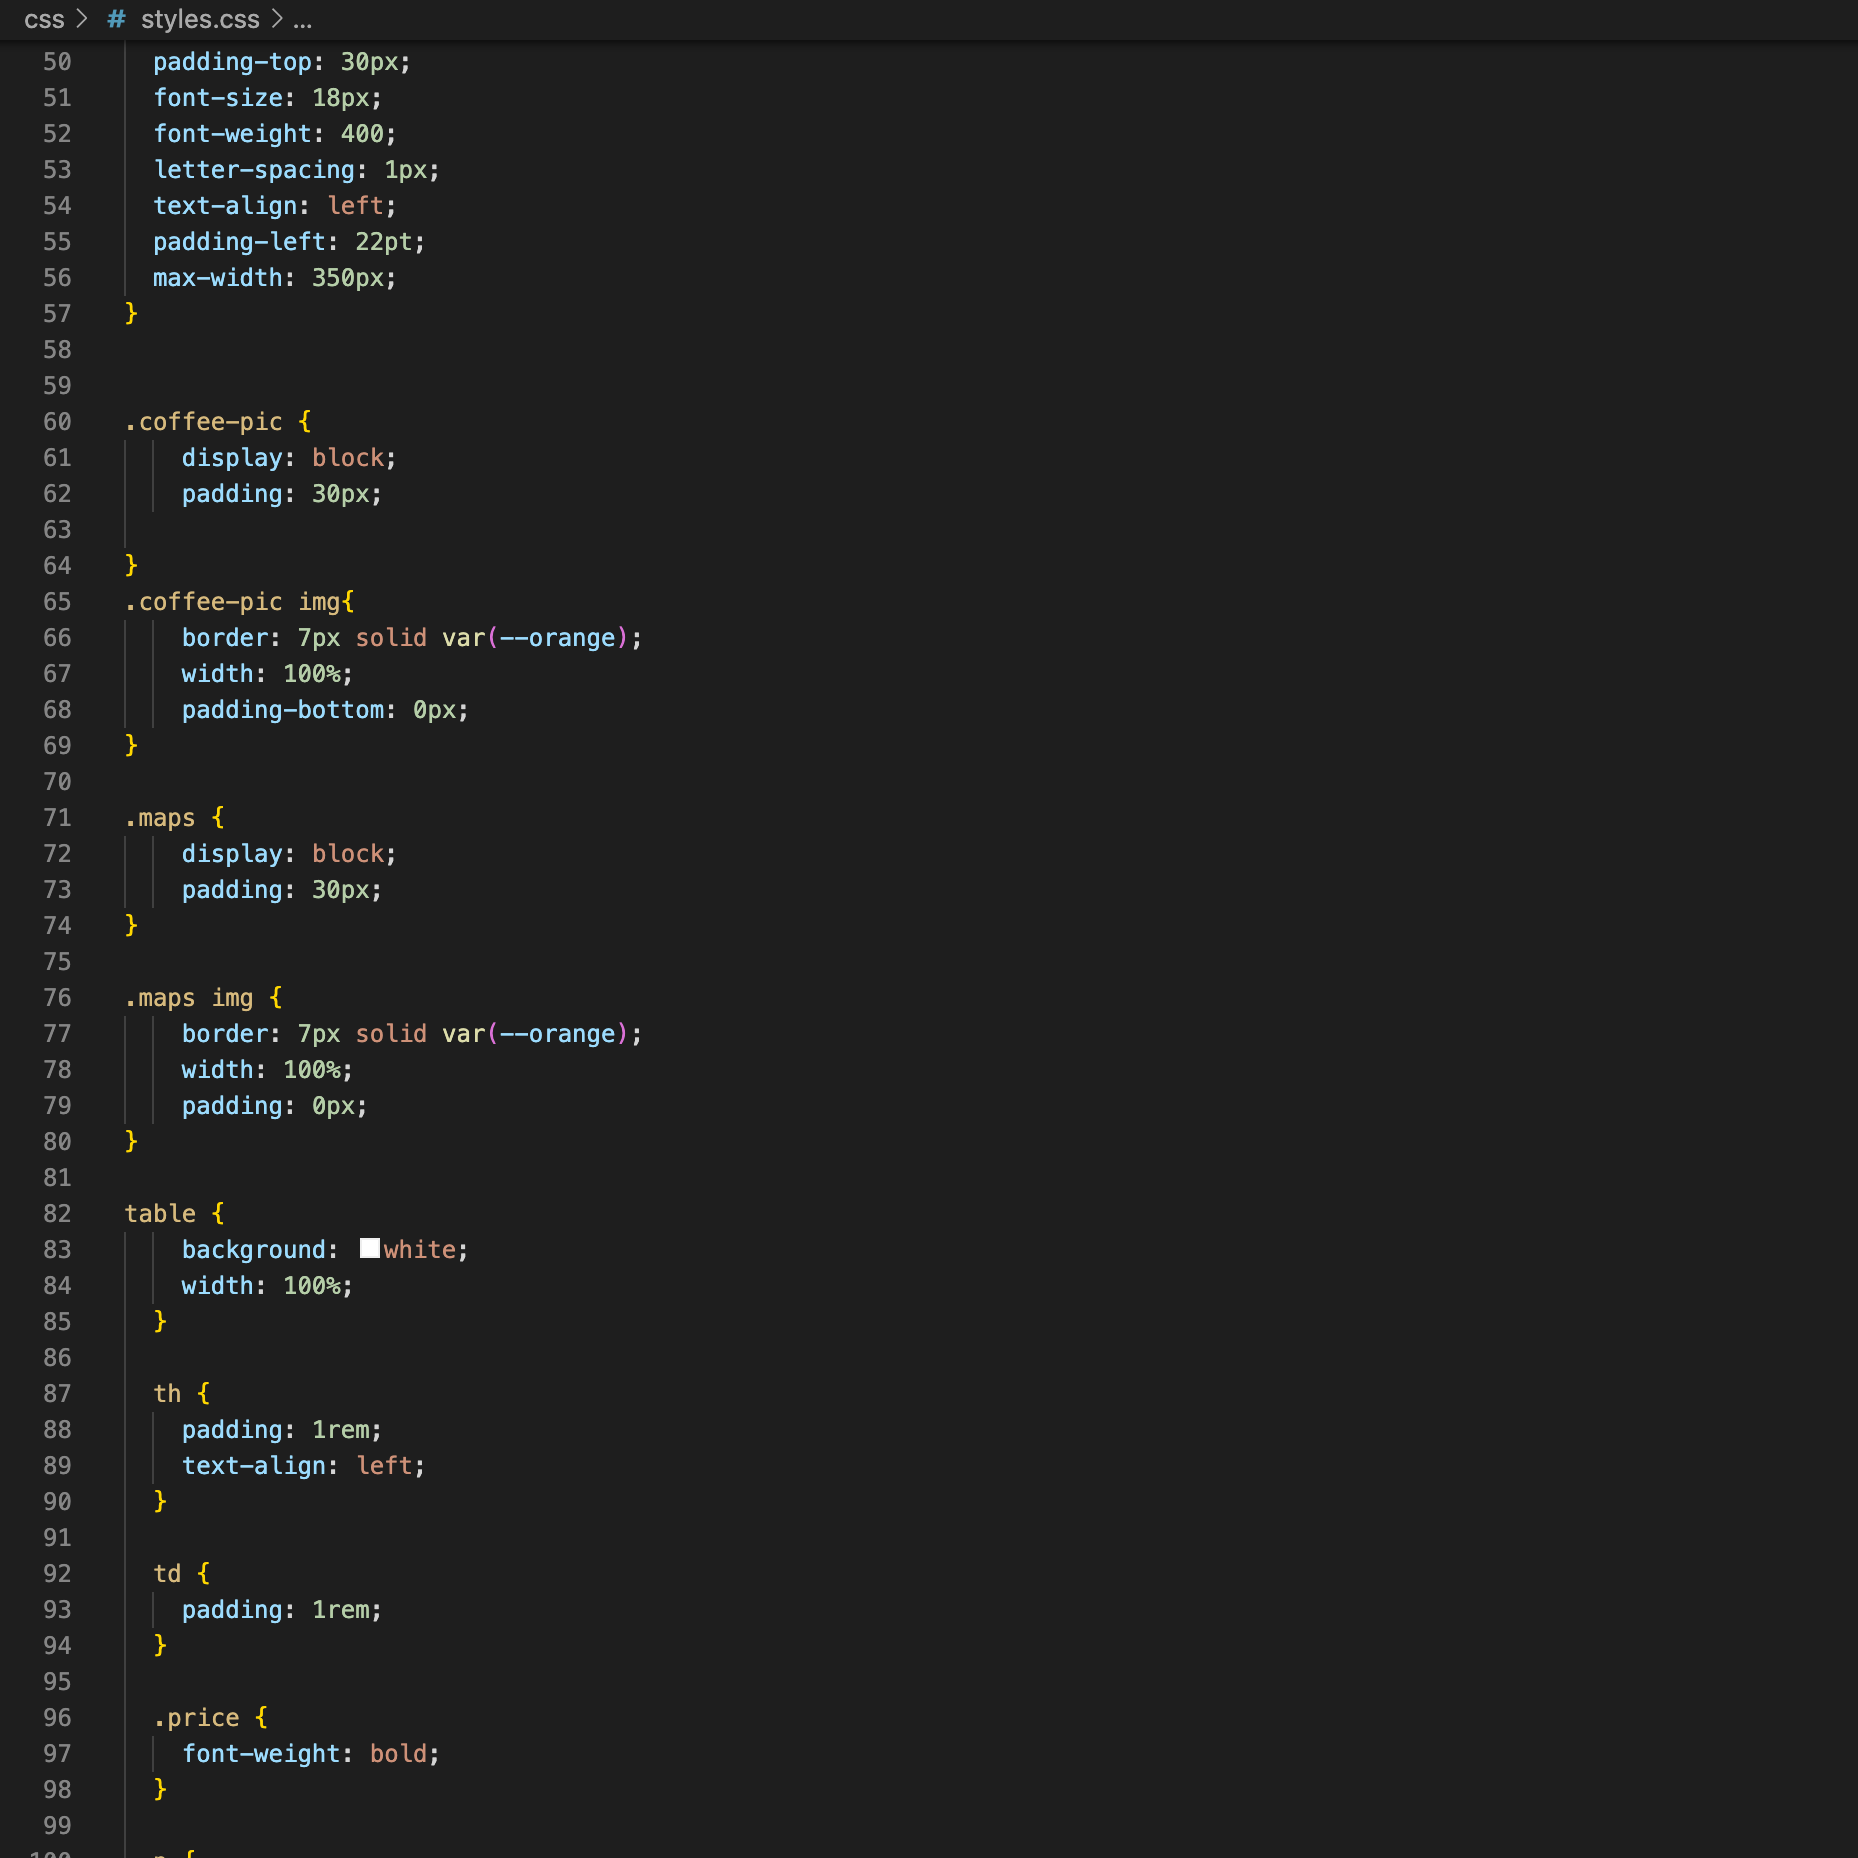 css > # styles.css > ...
50 padding-top: 30px;
51 font-size: 18px;
52 font-weight: 400;
53 letter-spacing: 1px;
54 text-align: left;
55 padding-left: 22pt;
56 max-width: 350px;
57 }
58
59
60 .coffee-pic {
61 display: block;
62 padding: 30px;
63
64 }
65 .coffee-pic img{
66 border: 7px solid var(--orange);
67 width: 100%;
68 padding-bottom: 0px;
69 }
70
71 .maps {
72 display: block;
73 padding: 30px;
74 }
75
76 .maps img {
77 border: 7px solid var(--orange);
78 width: 100%;
79 padding: 0px;
80 }
81
82 table {
83 background: white;
84 width: 100%;
85 }
86
87 th {
88 padding: 1rem;
89 text-align: left;
90 }
91
92 td {
93 padding: 1rem;
94 }
95
96 .price {
97 font-weight: bold;
98 }
99